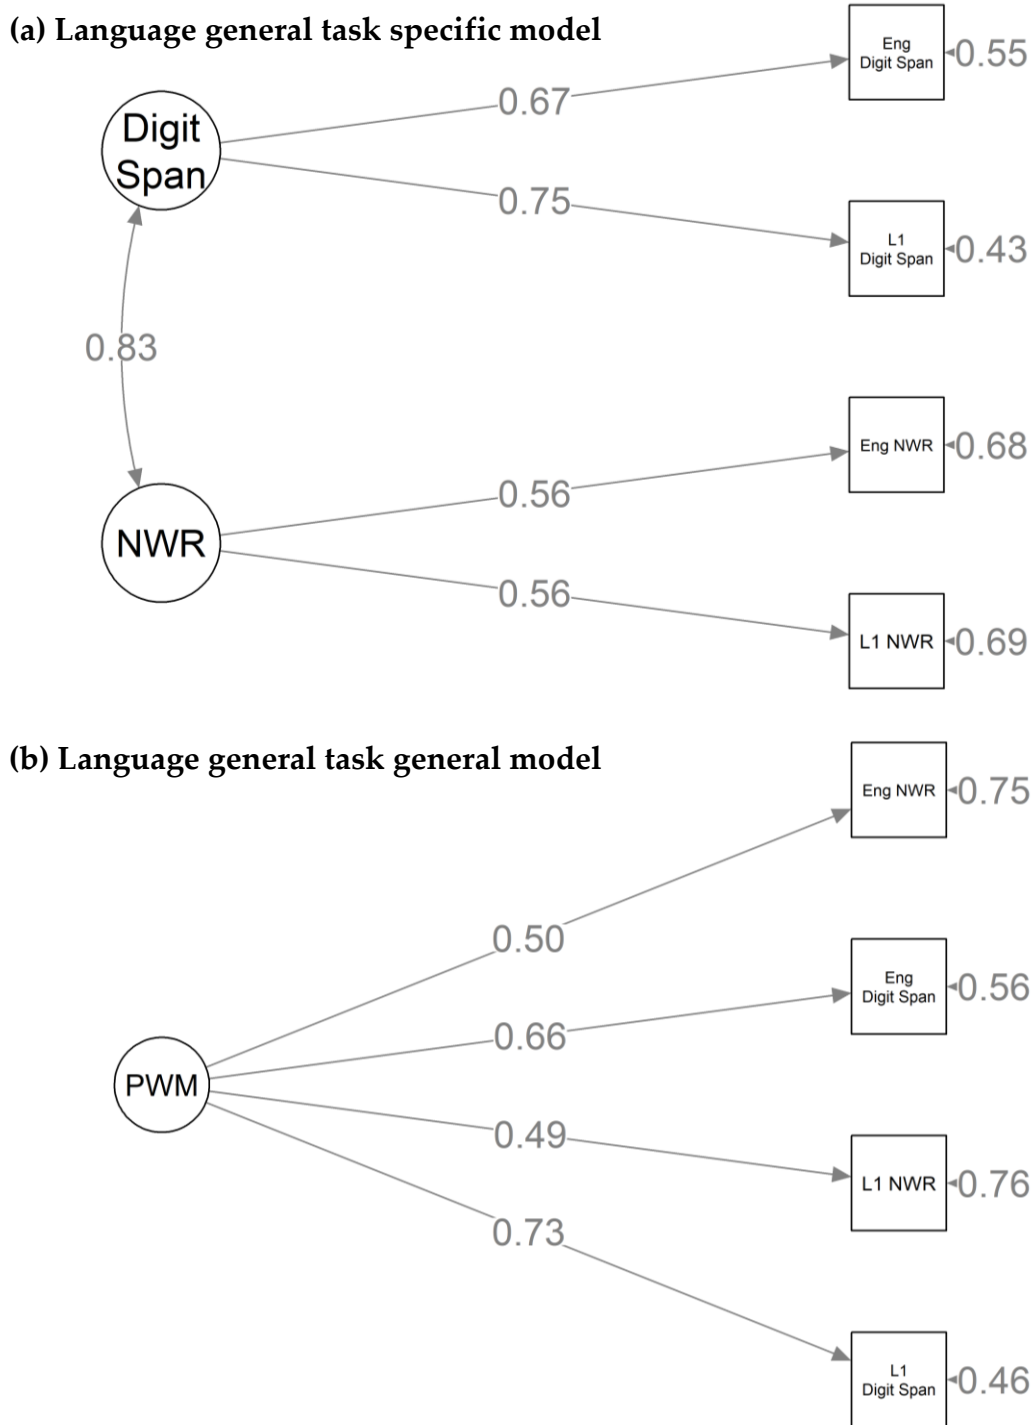 (a) Language general task specific model
Eng
Digit Span
0.55
0.67
Digit
Span
0.75
L1
Digit Span
0.43
0.83
Eng NWR
0.68
0.56
NWR
0.56
L1 NWR
0.69
(b) Language general task general model
Eng NWR
0.75
0.50
Eng
Digit Span
0.56
0.66
PWM
0.49
L1 NWR
0.76
0.73
L1
Digit Span
0.46